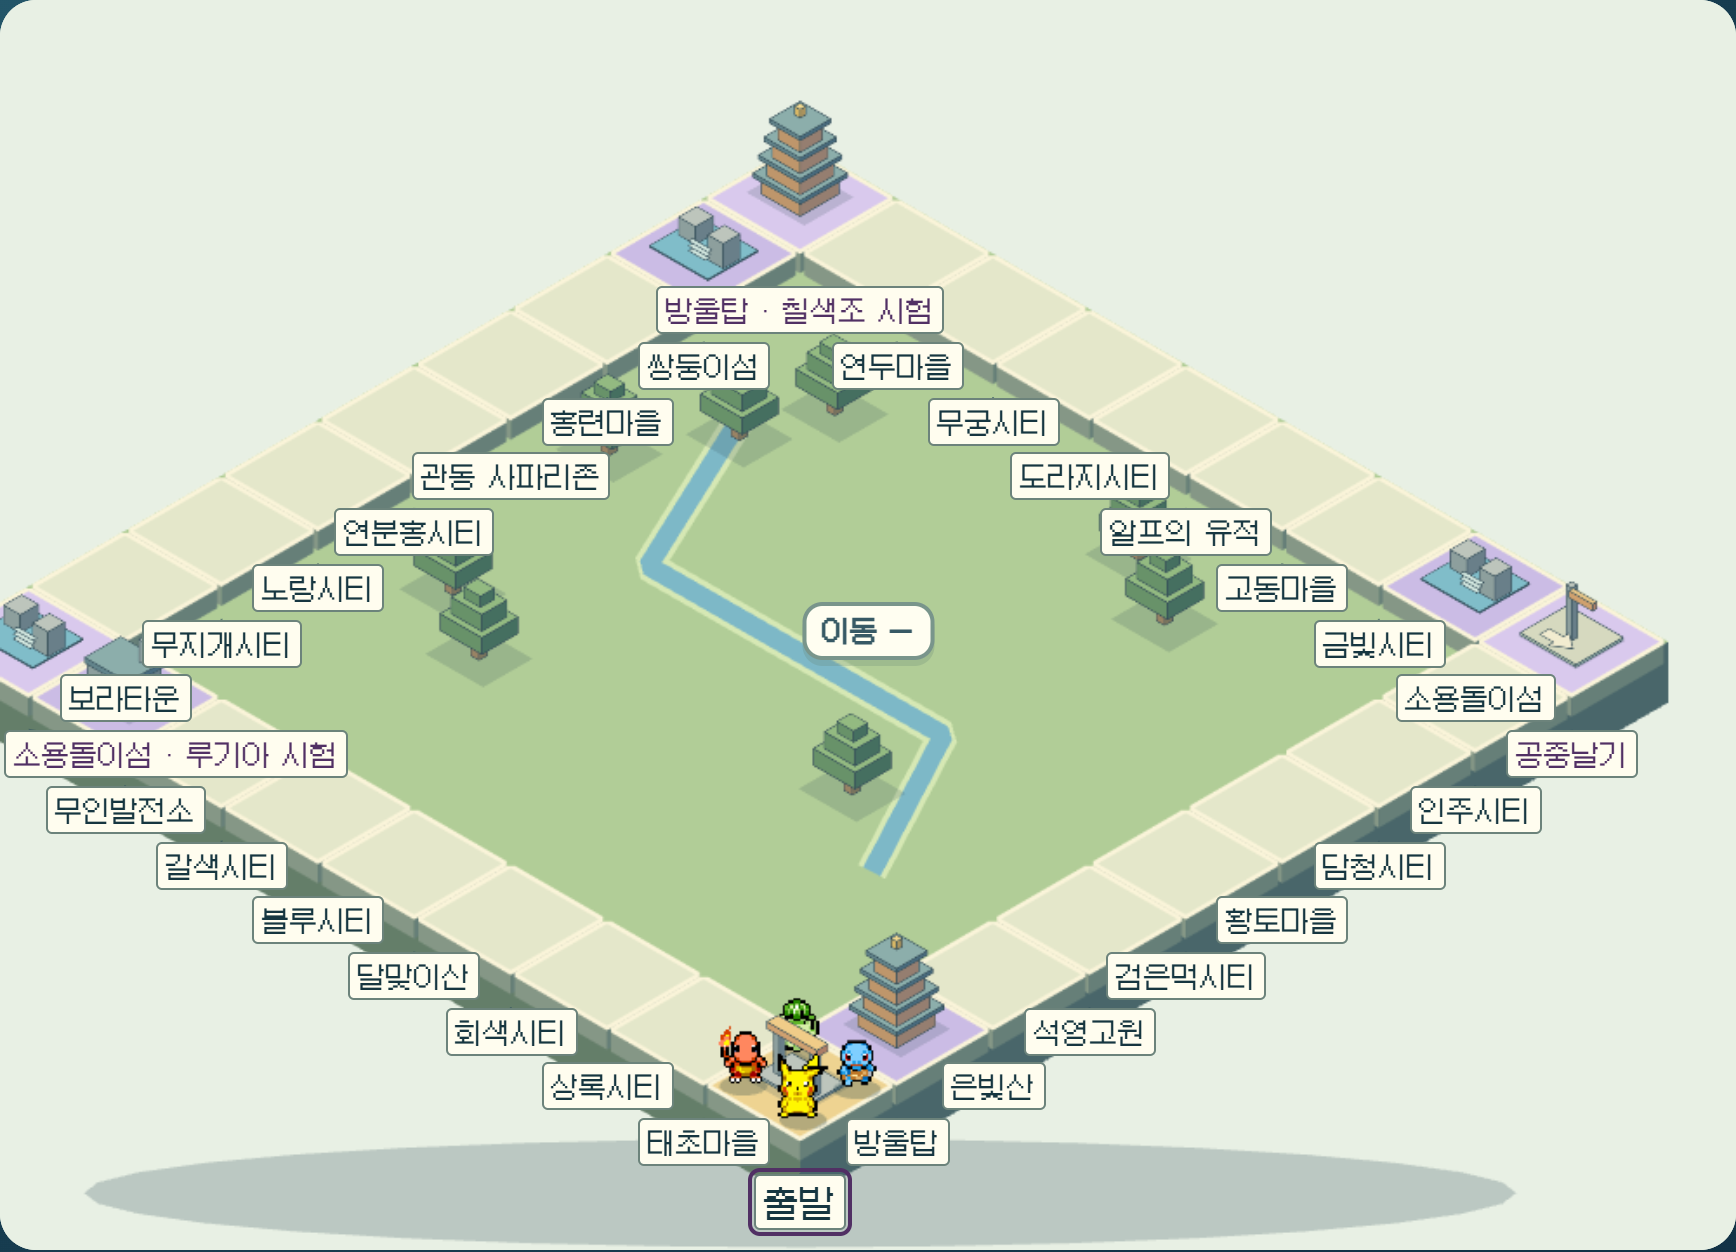 방울탑 · 칠색조 시험
쌍둥이섬
연두마을
홍련마을
무궁시티
관동 사파리존
도라지시티
연분홍시티
알프의 유적
노랑시티
고동마을
이동 –
무지개시티
금빛시티
보라타운
소용돌이섬
소용돌이섬 · 루기아 시험
공중날기
무인발전소
인주시티
갈색시티
담청시티
블루시티
황토마을
달맞이산
검은먹시티
회색시티
석영고원
상록시티
은빛산
태초마을
방울탑
출발